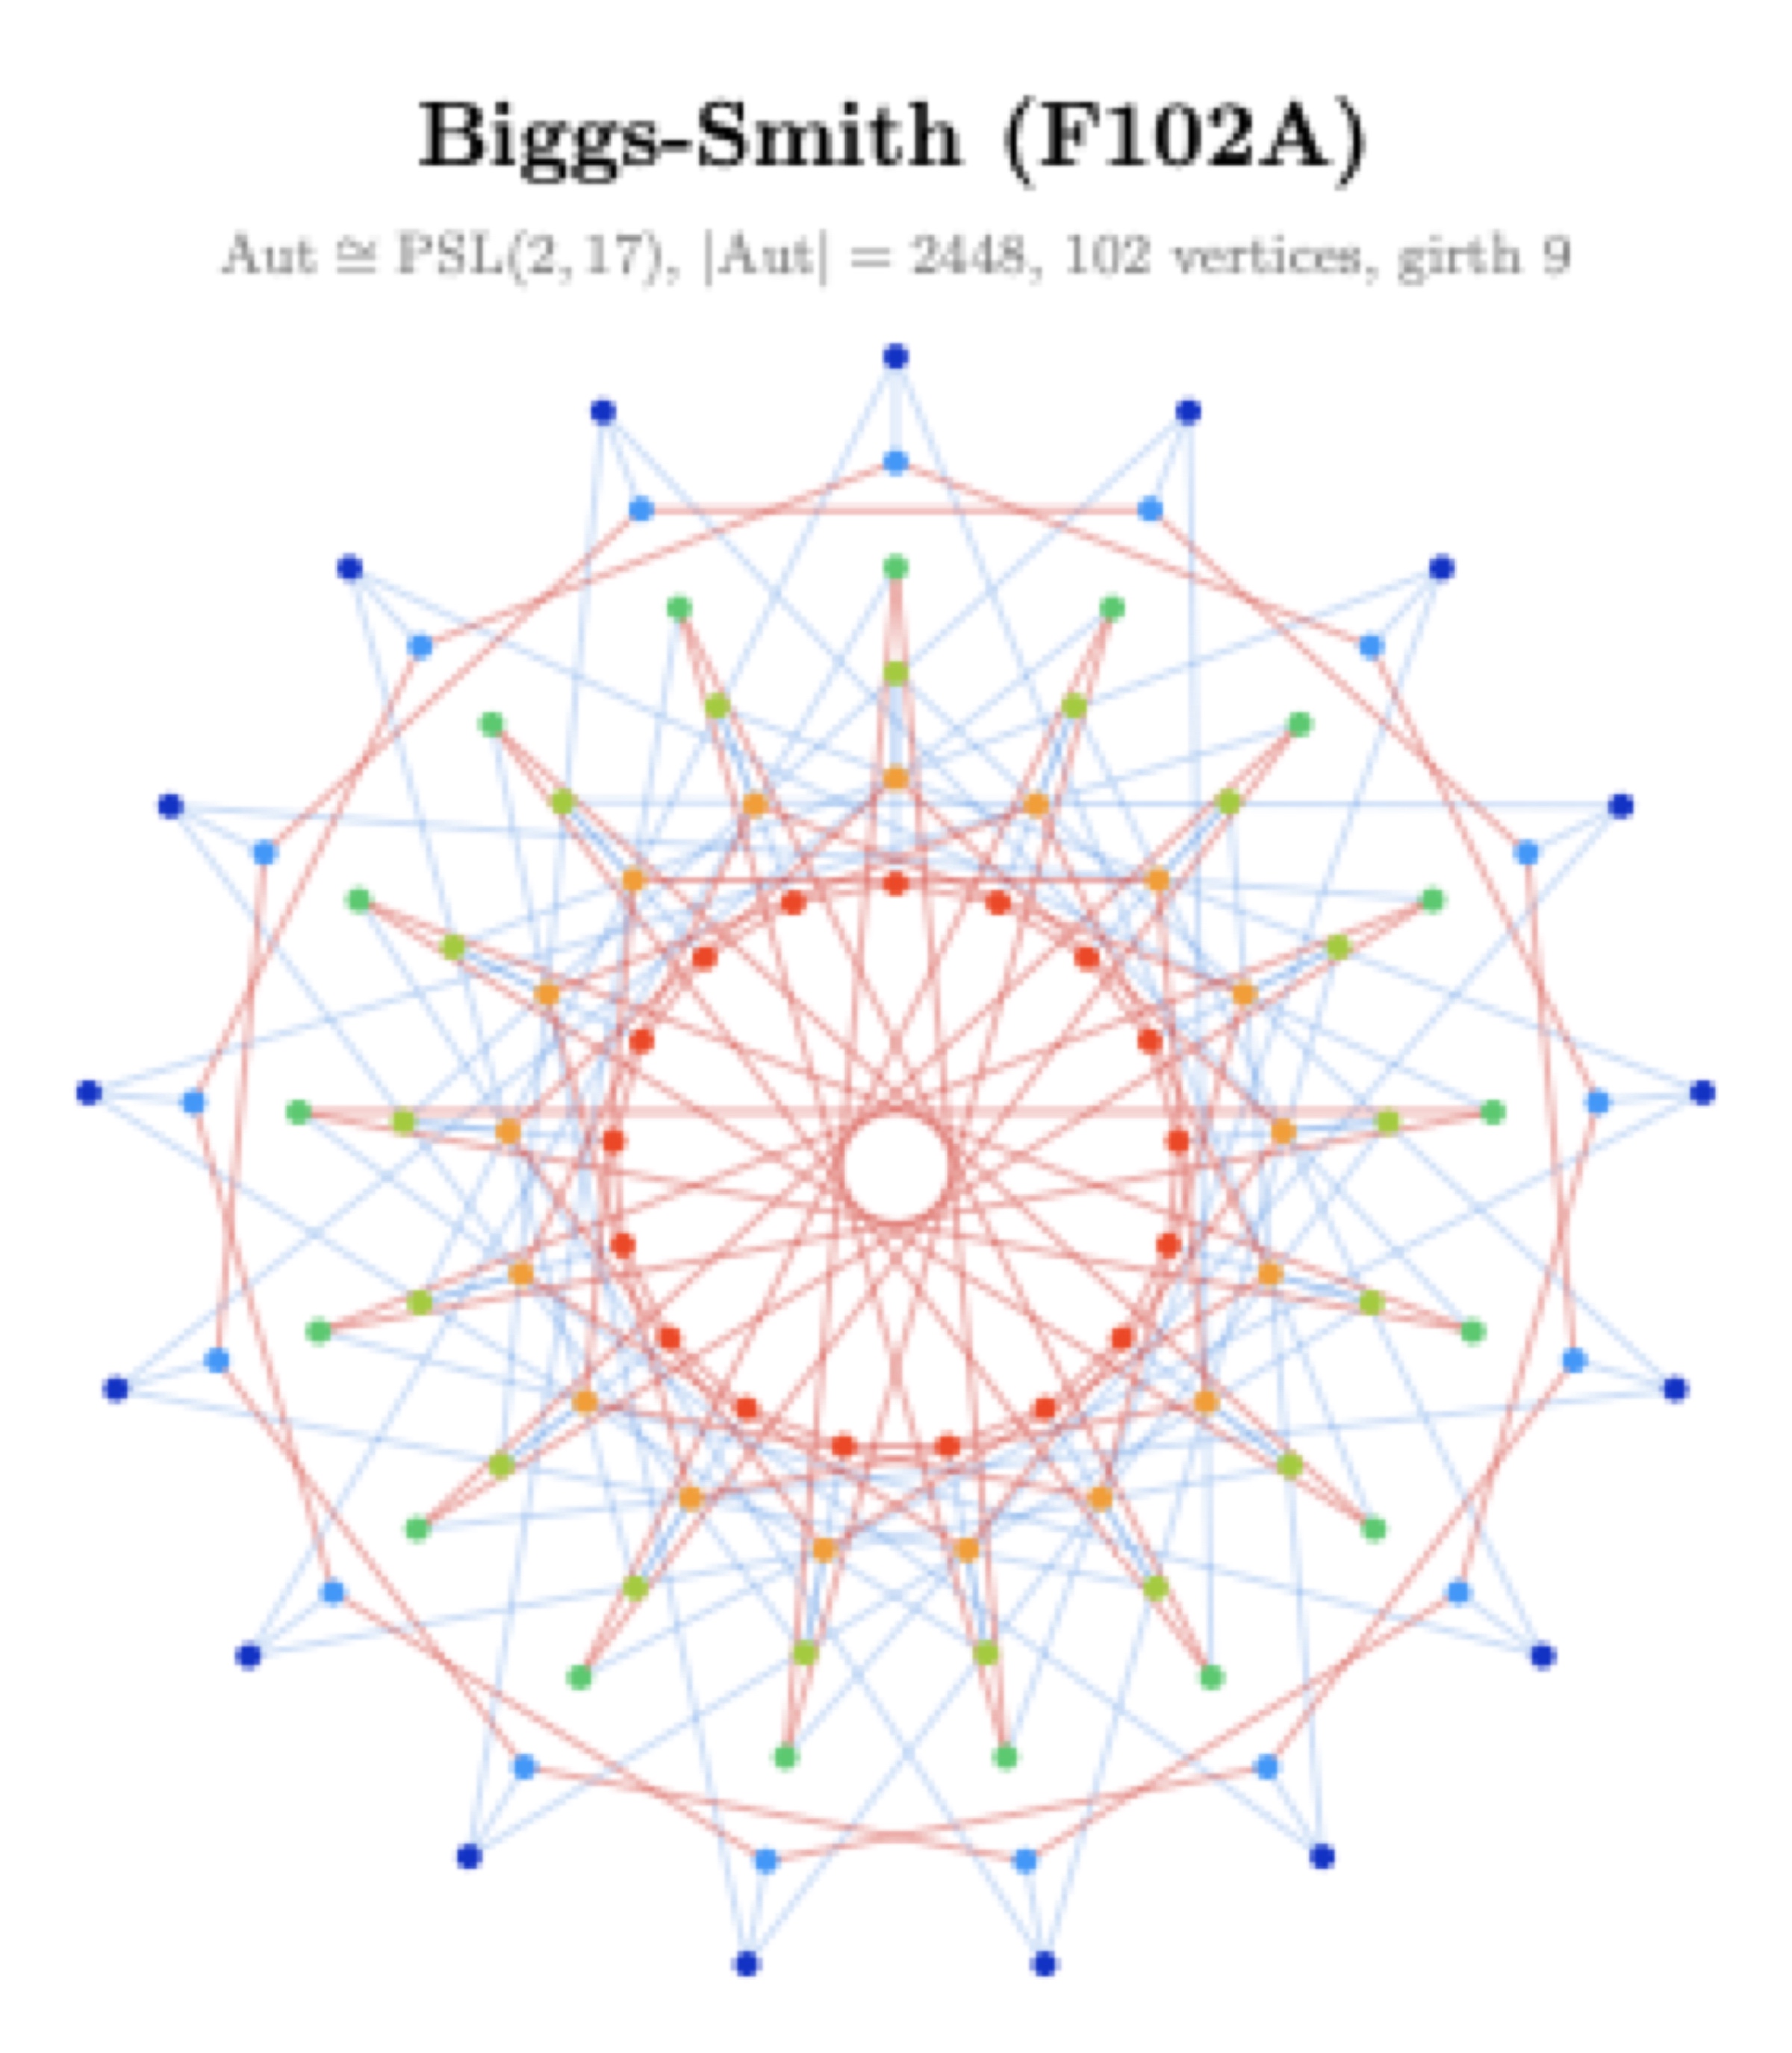 Biggs-Smith (F102A)
Aut ≅ PSL(2, 17), |Aut| = 2448, 102 vertices, girth 9